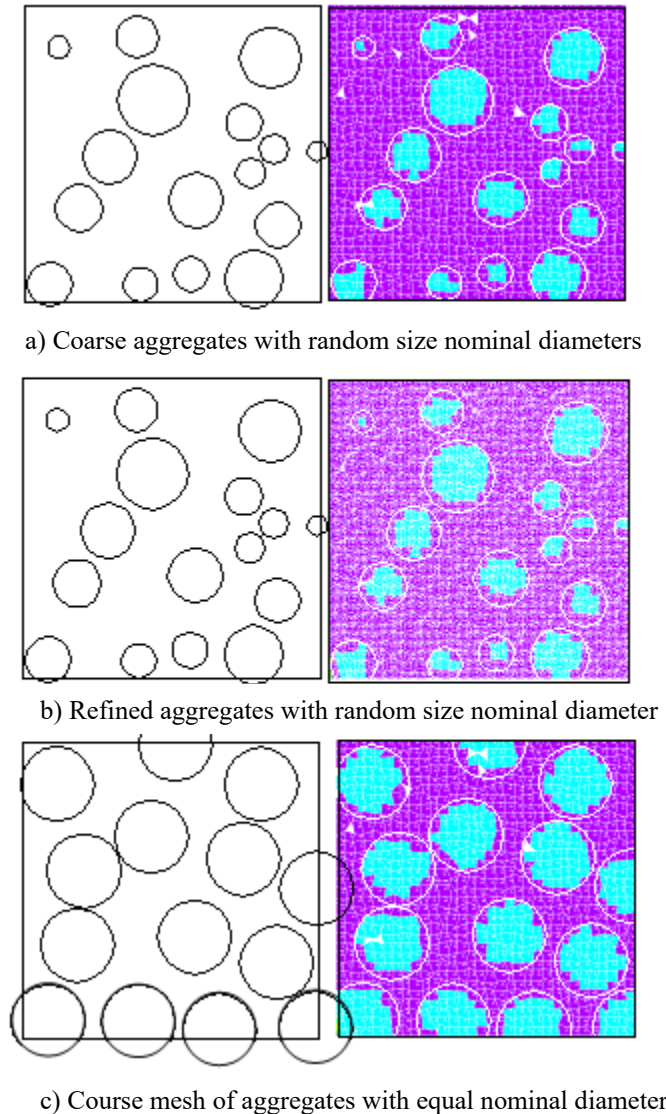 a) Coarse aggregates with random size nominal diameters
b) Refined aggregates with random size nominal diameter
c) Course mesh of aggregates with equal nominal diameter